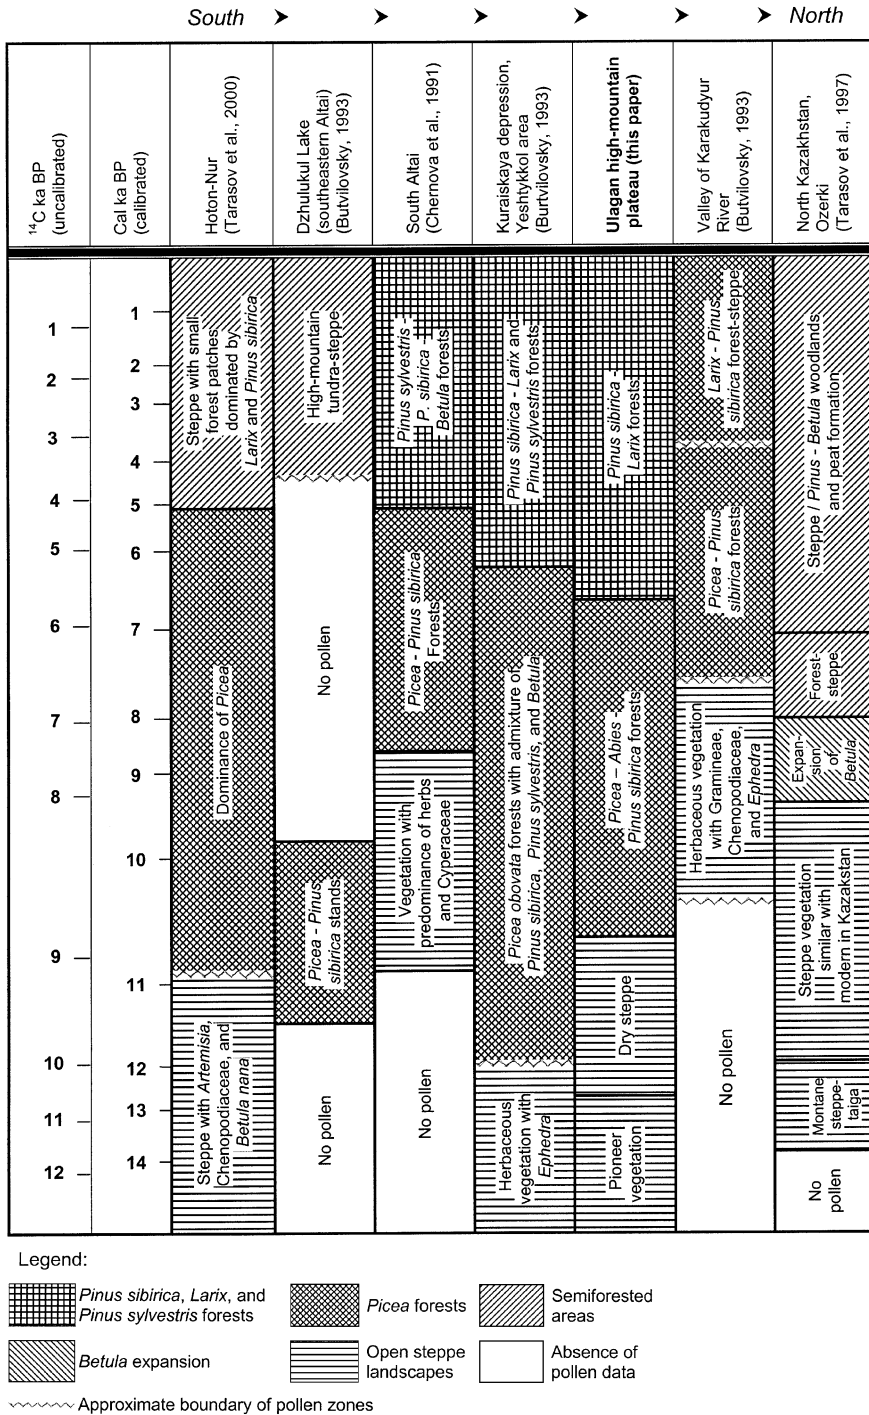 South
North
¹⁴C ka BP
(uncalibrated)
Cal ka BP
(calibrated)
Hoton-Nur
(Tarasov et al., 2000)
Dzhulukul Lake
(southeastern Altai)
(Butvilovsky, 1993)
South Altai
(Chernova et al., 1991)
Kuraiskaya depression,
Yeshtykkol area
(Burtvilovsky, 1993)
Ulagan high-mountain
plateau (this paper)
Valley of Karakudyur
River
(Butvilovsky, 1993)
North Kazakhstan,
Ozerki
(Tarasov et al., 1997)
1
2
3
4
5
6
7
8
9
10
11
12
1
2
3
4
5
6
7
8
9
10
11
12
13
14
Steppe with small
forest patches
dominated by
Larix and Pinus sibirica
Dominance of Picea
Steppe with Artemisia,
Chenopodiaceae, and
Betula nana
High-mountain
tundra-steppe
No pollen
Picea - Pinus
sibirica stands
No pollen
Pinus sylvestris -
P. sibirica -
Betula forests
Picea - Pinus sibirica
Forests
Vegetation with
predominance of herbs
and Cyperaceae
No pollen
Pinus sibirica - Larix and
Pinus sylvestris forests
Picea obovata forests with admixture of
Pinus sibirica, Pinus sylvestris, and Betula
Herbaceous
vegetation with
Ephedra
Pinus sibirica -
Larix forests
Picea – Abies -
Pinus sibirica forests
Dry steppe
Pioneer
vegetation
Larix - Pinus
sibirica forest-steppe
Picea - Pinus
sibirica forests
Herbaceous vegetation
with Gramineae,
Chenopodiaceae,
and Ephedra
No pollen
Steppe / Pinus - Betula woodlands
and peat formation
Forest-
steppe
Expan-
sion of
Betula
Steppe vegetation
similar with
modern in Kazakstan
Montane
steppe-
taiga
No
pollen
Legend:
Pinus sibirica, Larix, and
Pinus sylvestris forests
Picea forests
Semiforested
areas
Betula expansion
Open steppe
landscapes
Absence of
pollen data
Approximate boundary of pollen zones